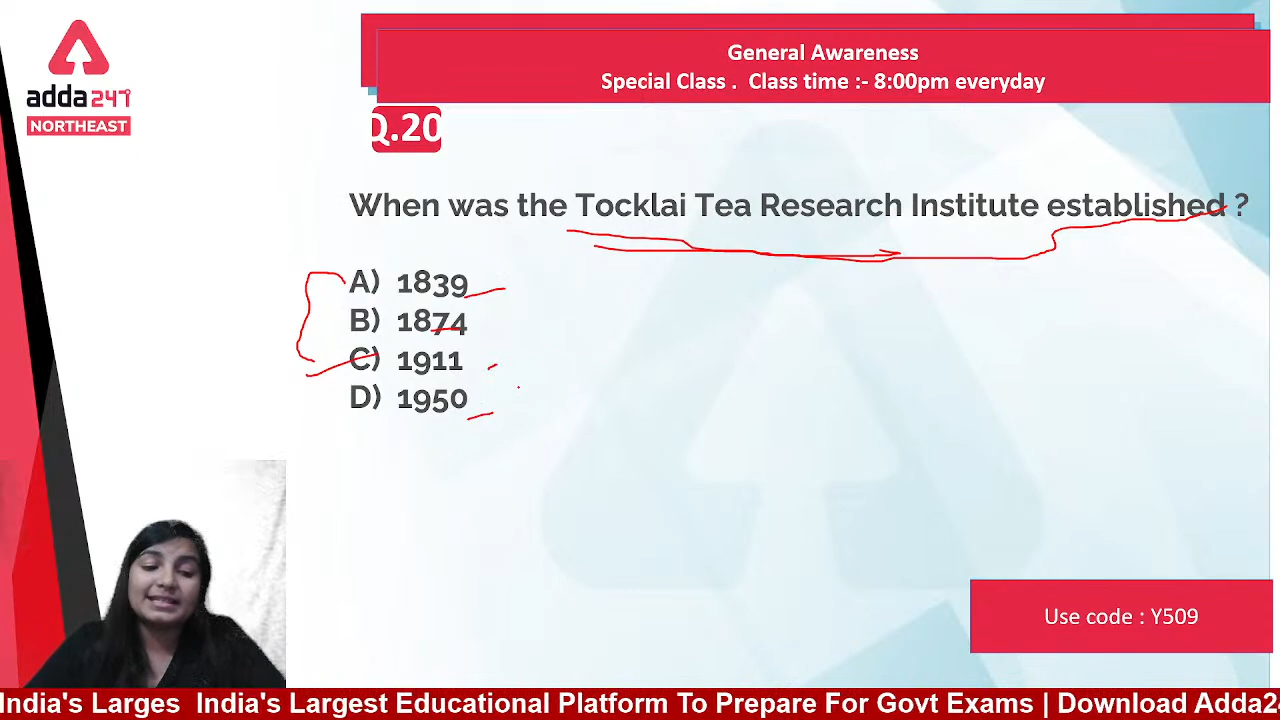 General Awareness
Special Class . Class time :- 8:00pm everyday
adda247
NORTHEAST
Q.20
When was the Tocklai Tea Research Institute established ?
A) 1839
B) 1874
C) 1911
D) 1950
Use code : Y509
India's Larges India's Largest Educational Platform To Prepare For Govt Exams | Download Adda2